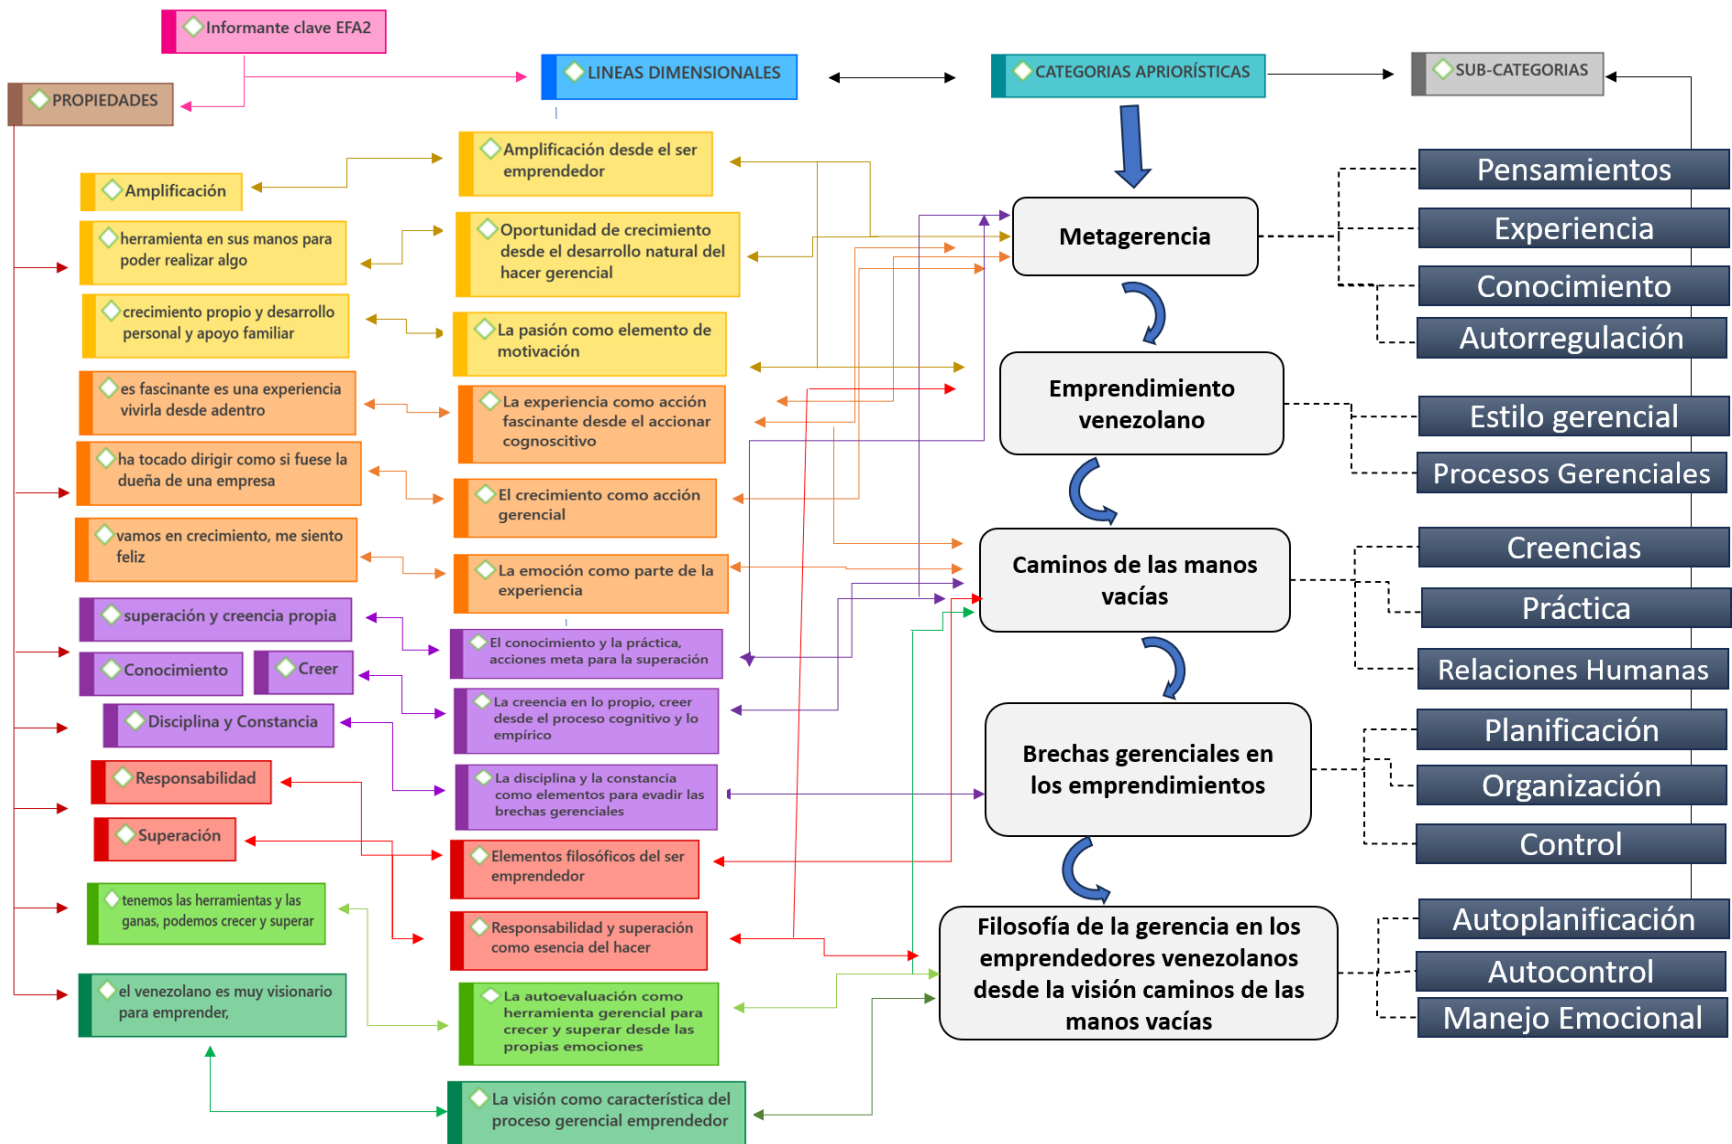 Informante clave EFA2
PROPIEDADES
LINEAS DIMENSIONALES
CATEGORIAS APRIORÍSTICAS
SUB-CATEGORIAS
Amplificación
herramienta en sus manos para
poder realizar algo
crecimiento propio y desarrollo
personal y apoyo familiar
es fascinante es una experiencia
vivirla desde adentro
ha tocado dirigir como si fuese la
dueña de una empresa
vamos en crecimiento, me siento
feliz
superación y creencia propia
Conocimiento
Creer
Disciplina y Constancia
Responsabilidad
Superación
tenemos las herramientas y las
ganas, podemos crecer y superar
el venezolano es muy visionario
para emprender,
Amplificación desde el ser
emprendedor
Oportunidad de crecimiento
desde el desarrollo natural del
hacer gerencial
La pasión como elemento de
motivación
La experiencia como acción
fascinante desde el accionar
cognoscitivo
El crecimiento como acción
gerencial
La emoción como parte de la
experiencia
El conocimiento y la práctica,
acciones meta para la superación
La creencia en lo propio, creer
desde el proceso cognitivo y lo
empírico
La disciplina y la constancia
como elementos para evadir las
brechas gerenciales
Elementos filosóficos del ser
emprendedor
Responsabilidad y superación
como esencia del hacer
La autoevaluación como
herramienta gerencial para
crecer y superar desde las
propias emociones
La visión como característica del
proceso gerencial emprendedor
Metagerencia
Emprendimiento
venezolano
Caminos de las manos
vacías
Brechas gerenciales en
los emprendimientos
Filosofía de la gerencia en los
emprendedores venezolanos
desde la visión caminos de las
manos vacías
Pensamientos
Experiencia
Conocimiento
Autorregulación
Estilo gerencial
Procesos Gerenciales
Creencias
Práctica
Relaciones Humanas
Planificación
Organización
Control
Autoplanificación
Autocontrol
Manejo Emocional